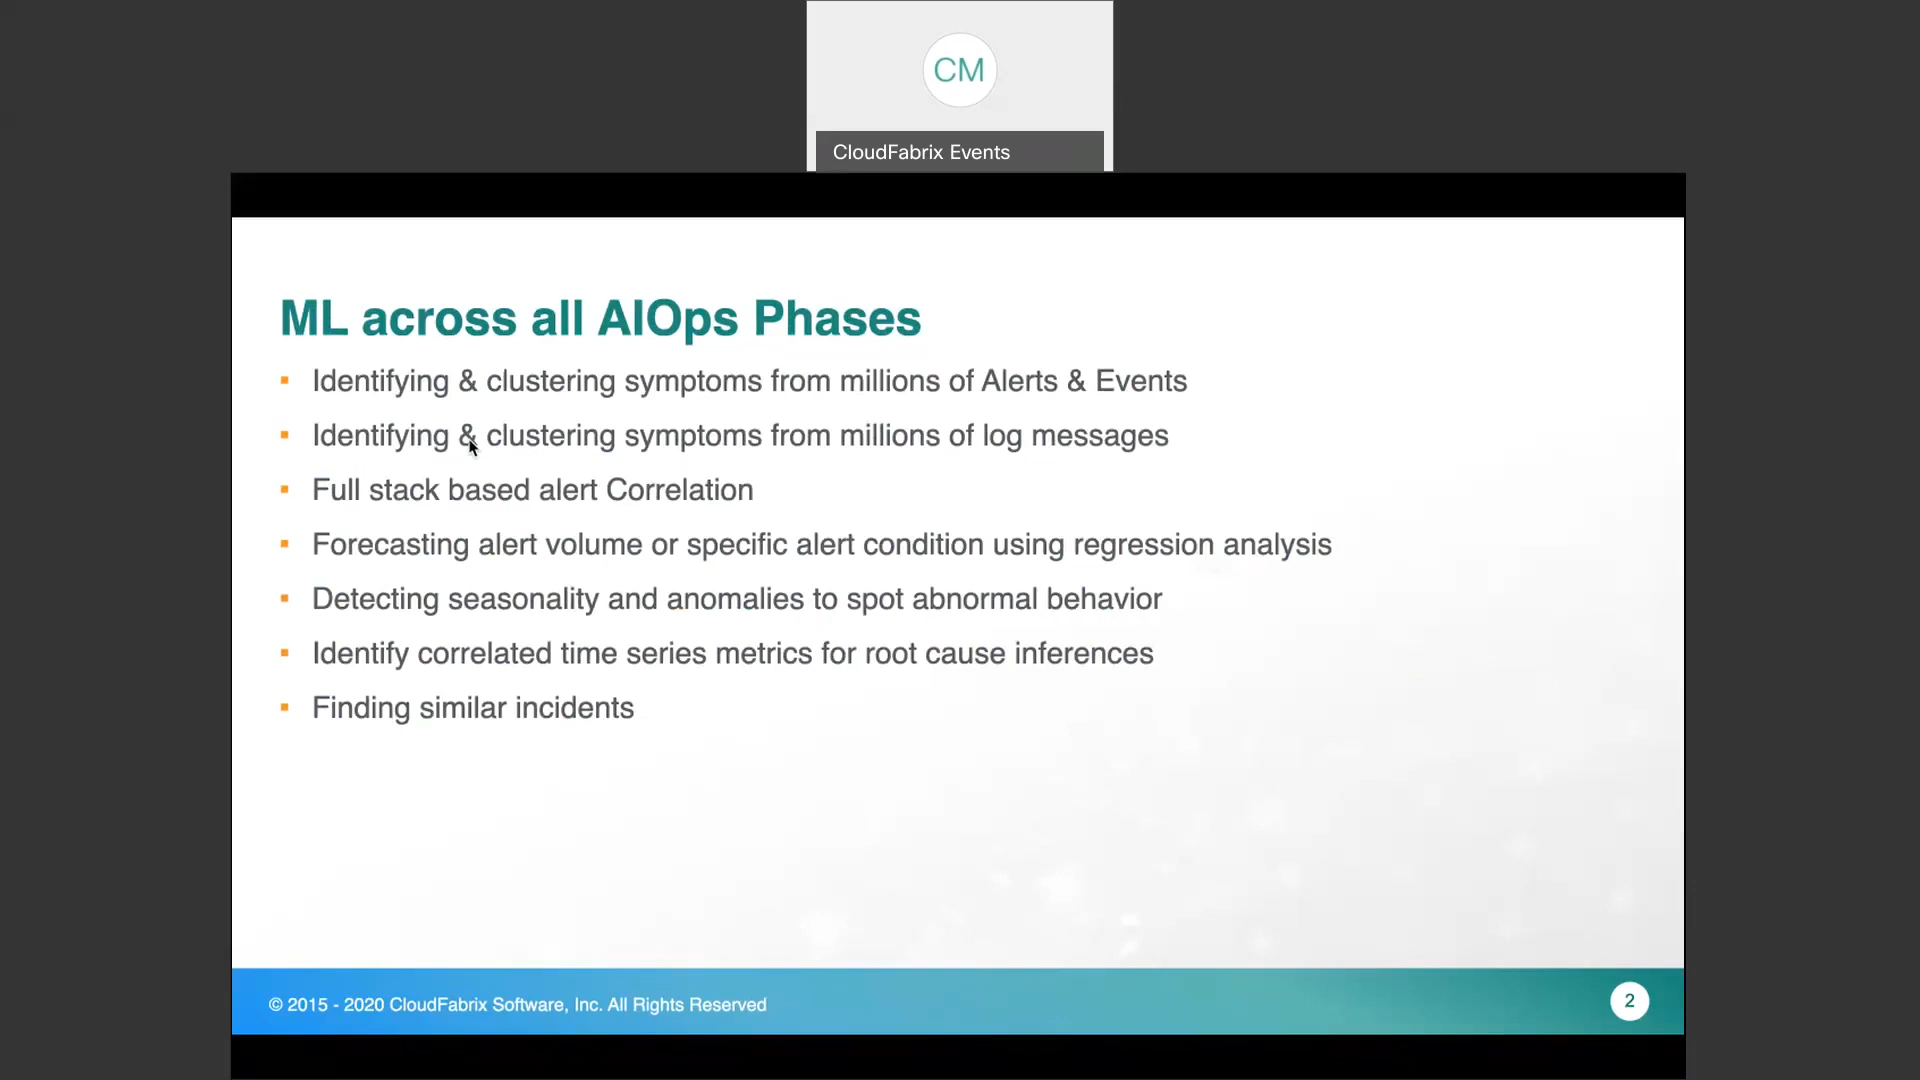 CM
CloudFabrix Events
ML across all AIOps Phases
Identifying & clustering symptoms from millions of Alerts & Events
Identifying & clustering symptoms from millions of log messages
Full stack based alert Correlation
Forecasting alert volume or specific alert condition using regression analysis
Detecting seasonality and anomalies to spot abnormal behavior
Identify correlated time series metrics for root cause inferences
Finding similar incidents
© 2015 - 2020 CloudFabrix Software, Inc. All Rights Reserved
2